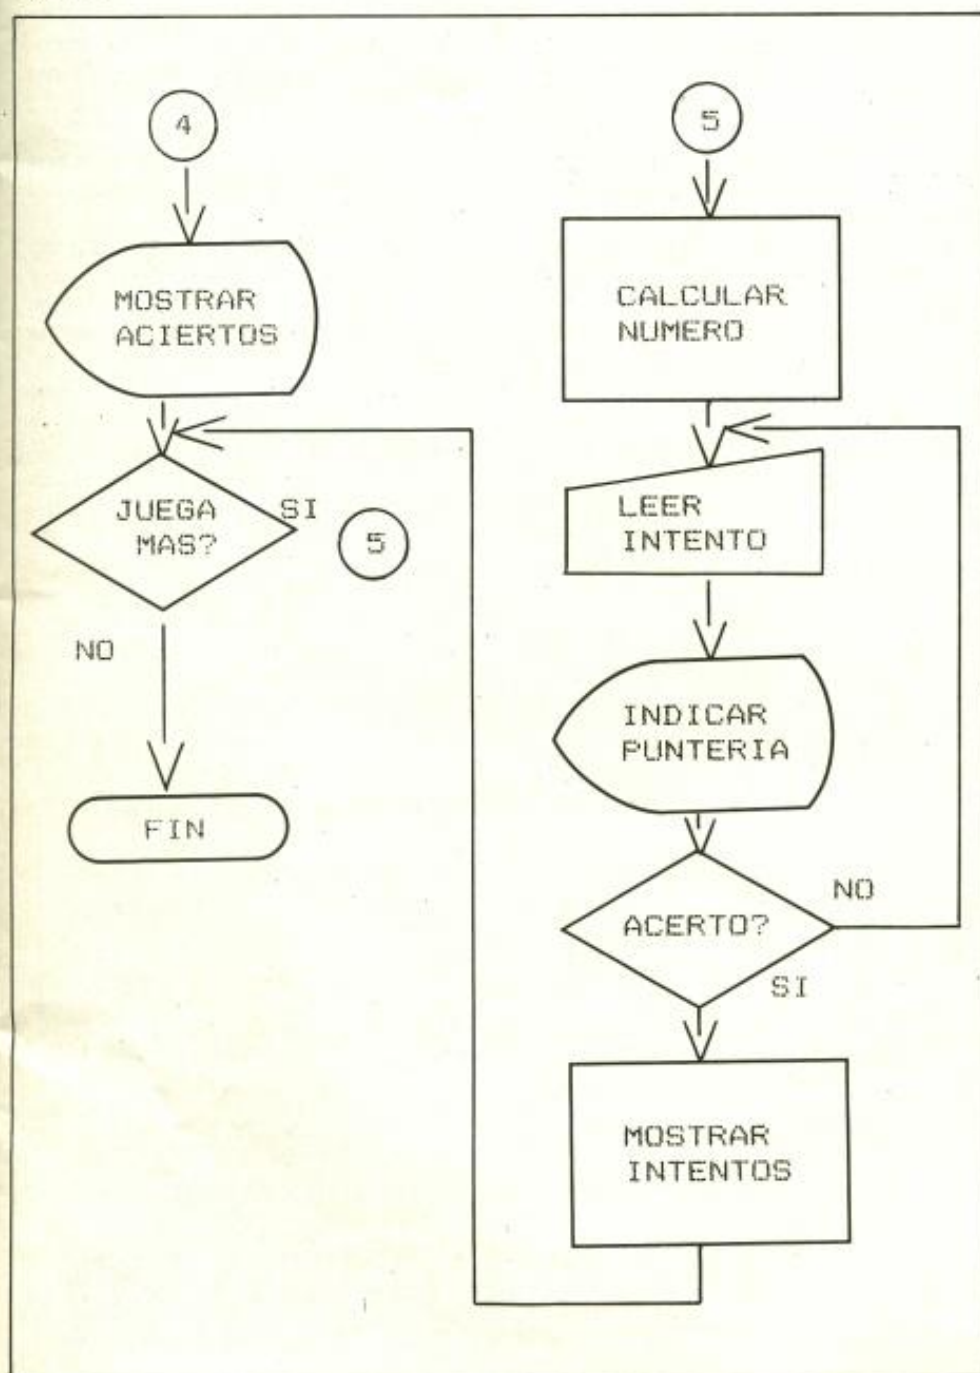 4
MOSTRAR
ACIERTOS
JUEGA
MAS?
SI
5
NO
FIN
5
CALCULAR
NUMERO
LEER
INTENTO
INDICAR
PUNTERIA
ACERTO?
NO
SI
MOSTRAR
INTENTOS